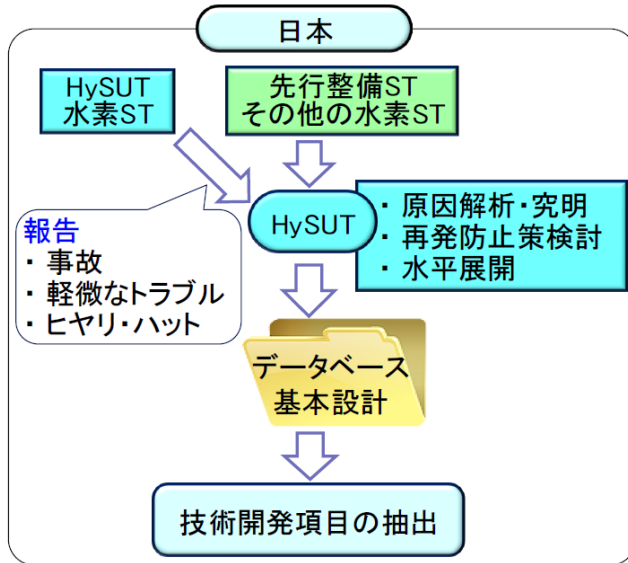 日本
HySUT
水素ST
先行整備ST
その他の水素ST
報告
・ 事故
・ 軽微なトラブル
・ ヒヤリ・ハット
HySUT
・ 原因解析・究明
・ 再発防止策検討
・ 水平展開
データベース
基本設計
技術開発項目の抽出